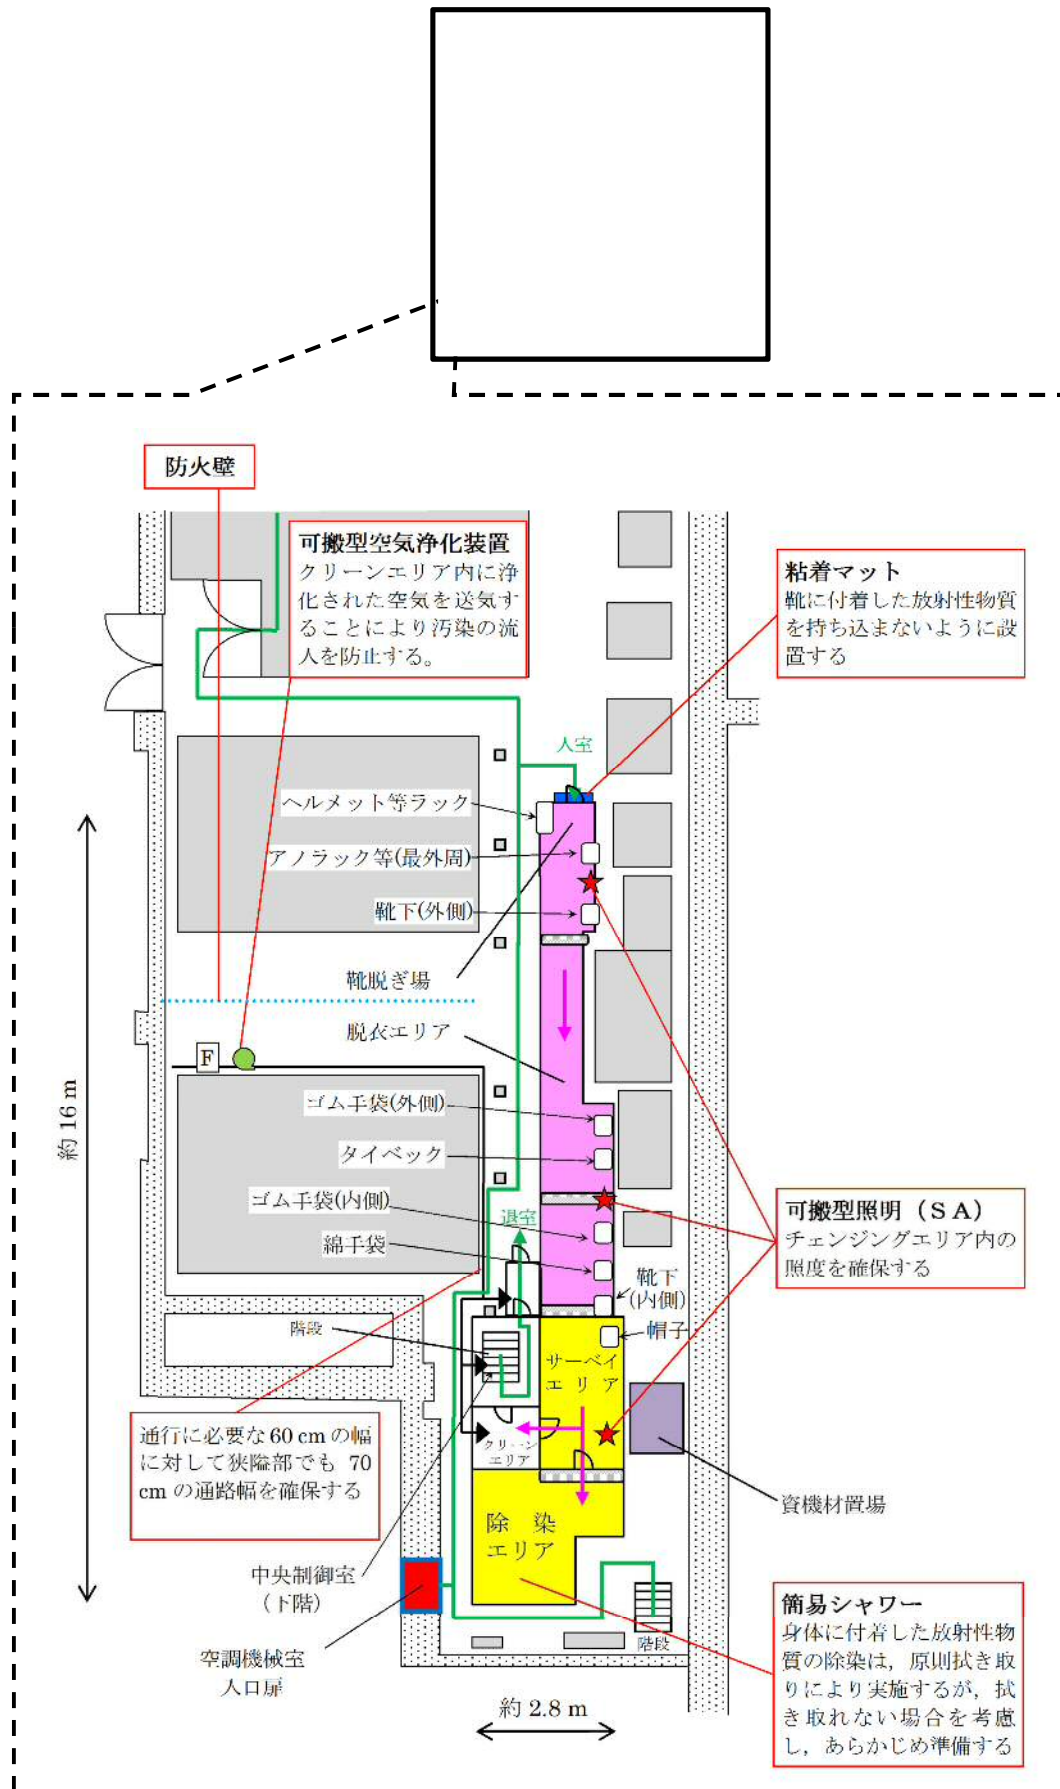 防火壁
可搬型空気浄化装置
クリーンエリア内に浄
化された空気を送気す
ることにより汚染の流
入を防止する。
粘着マット
靴に付着した放射性物質
を持ち込まないように設
置する
入室
ヘルメット等ラック
アノラック等(最外周)
靴下(外側)
靴脱ぎ場
脱衣エリア
F
ゴム手袋(外側)
タイベック
ゴム手袋(内側)
綿手袋
退室
約 16 m
可搬型照明（ＳＡ）
チェンジングエリア内の
照度を確保する
靴下
(内側)
帽子
階段
サーベイ
エリア
クリーン
エリア
通行に必要な 60 cm の幅
に対して狭隘部でも 70
cm の通路幅を確保する
資機材置場
除染
エリア
中央制御室
（下階）
空調機械室
入口扉
階段
簡易シャワー
身体に付着した放射性物
質の除染は，原則拭き取
りにより実施するが，拭
き取れない場合を考慮
し，あらかじめ準備する
約 2.8 m